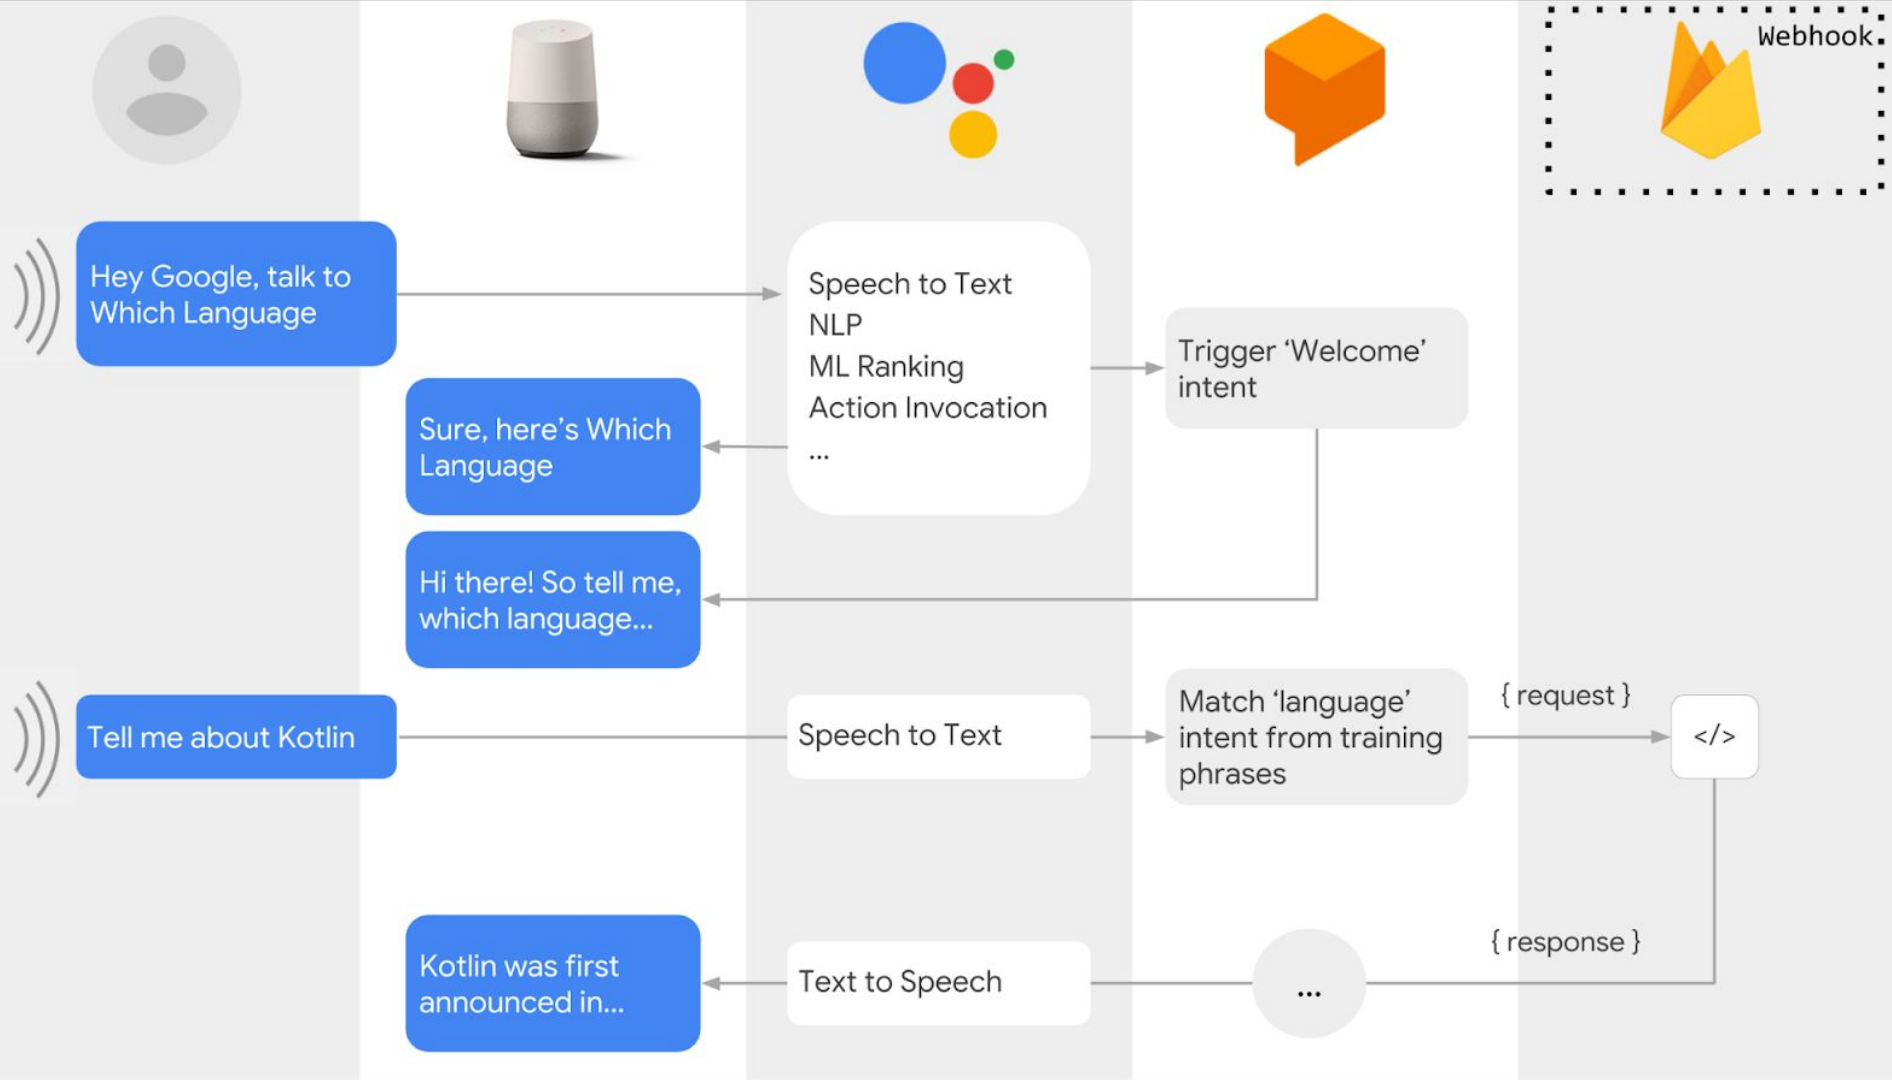 Webhook
Hey Google, talk to
Which Language
Speech to Text
NLP
ML Ranking
Action Invocation
...
Trigger ‘Welcome’
intent
Sure, here’s Which
Language
Hi there! So tell me,
which language...
Tell me about Kotlin
Speech to Text
Match ‘language’
intent from training
phrases
{ request }
</>
Kotlin was first
announced in...
Text to Speech
...
{ response }